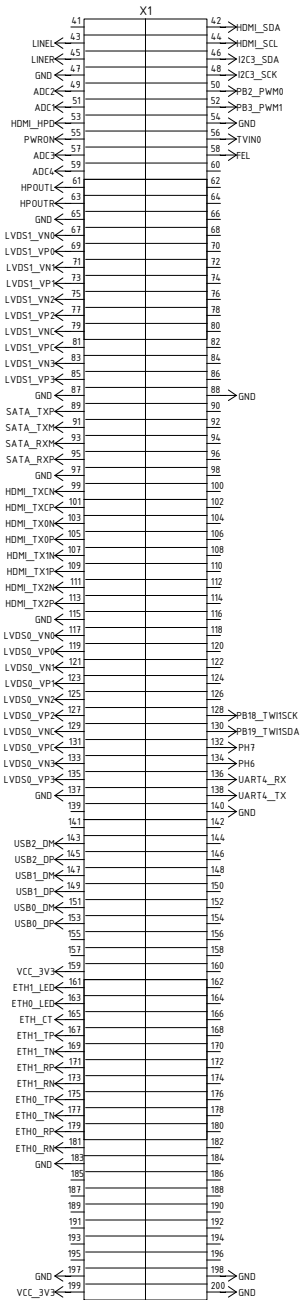 X1
41 42 HDMI_SDA
LINEL 43 44 HDMI_SCL
LINER 45 46 I2C3_SDA
GND 47 48 I2C3_SCK
ADC2 49 50 PB2_PWM0
ADC1 51 52 PB3_PWM1
HDMI_HPD 53 54 GND
PWRON 55 56 TVIN0
ADC3 57 58 FEL
ADC4 59 60
HPOUTL 61 62
HPOUTR 63 64
GND 65 66
LVDS1_VN0 67 68
LVDS1_VP0 69 70
LVDS1_VN1 71 72
LVDS1_VP1 73 74
LVDS1_VN2 75 76
LVDS1_VP2 77 78
LVDS1_VNC 79 80
LVDS1_VPC 81 82
LVDS1_VN3 83 84
LVDS1_VP3 85 86
GND 87 88 GND
SATA_TXP 89 90
SATA_TXM 91 92
SATA_RXM 93 94
SATA_RXP 95 96
GND 97 98
HDMI_TXCN 99 100
HDMI_TXCP 101 102
HDMI_TX0N 103 104
HDMI_TX0P 105 106
HDMI_TX1N 107 108
HDMI_TX1P 109 110
HDMI_TX2N 111 112
HDMI_TX2P 113 114
GND 115 116
LVDS0_VN0 117 118
LVDS0_VP0 119 120
LVDS0_VN1 121 122
LVDS0_VP1 123 124
LVDS0_VN2 125 126
LVDS0_VP2 127 128 PB18_TWI1SCK
LVDS0_VNC 129 130 PB19_TWI1SDA
LVDS0_VPC 131 132 PH7
LVDS0_VN3 133 134 PH6
LVDS0_VP3 135 136 UART4_RX
GND 137 138 UART4_TX
139 140 GND
141 142
USB2_DM 143 144
USB2_DP 145 146
USB1_DM 147 148
USB1_DP 149 150
USB0_DM 151 152
USB0_DP 153 154
155 156
157 158
VCC_3V3 159 160
ETH1_LED 161 162
ETH0_LED 163 164
ETH_CT 165 166
ETH1_TP 167 168
ETH1_TN 169 170
ETH1_RP 171 172
ETH1_RN 173 174
ETH0_TP 175 176
ETH0_TN 177 178
ETH0_RP 179 180
ETH0_RN 181 182
GND 183 184
185 186
187 188
189 190
191 192
193 194
195 196
GND 197 198 GND
VCC_3V3 199 200 GND